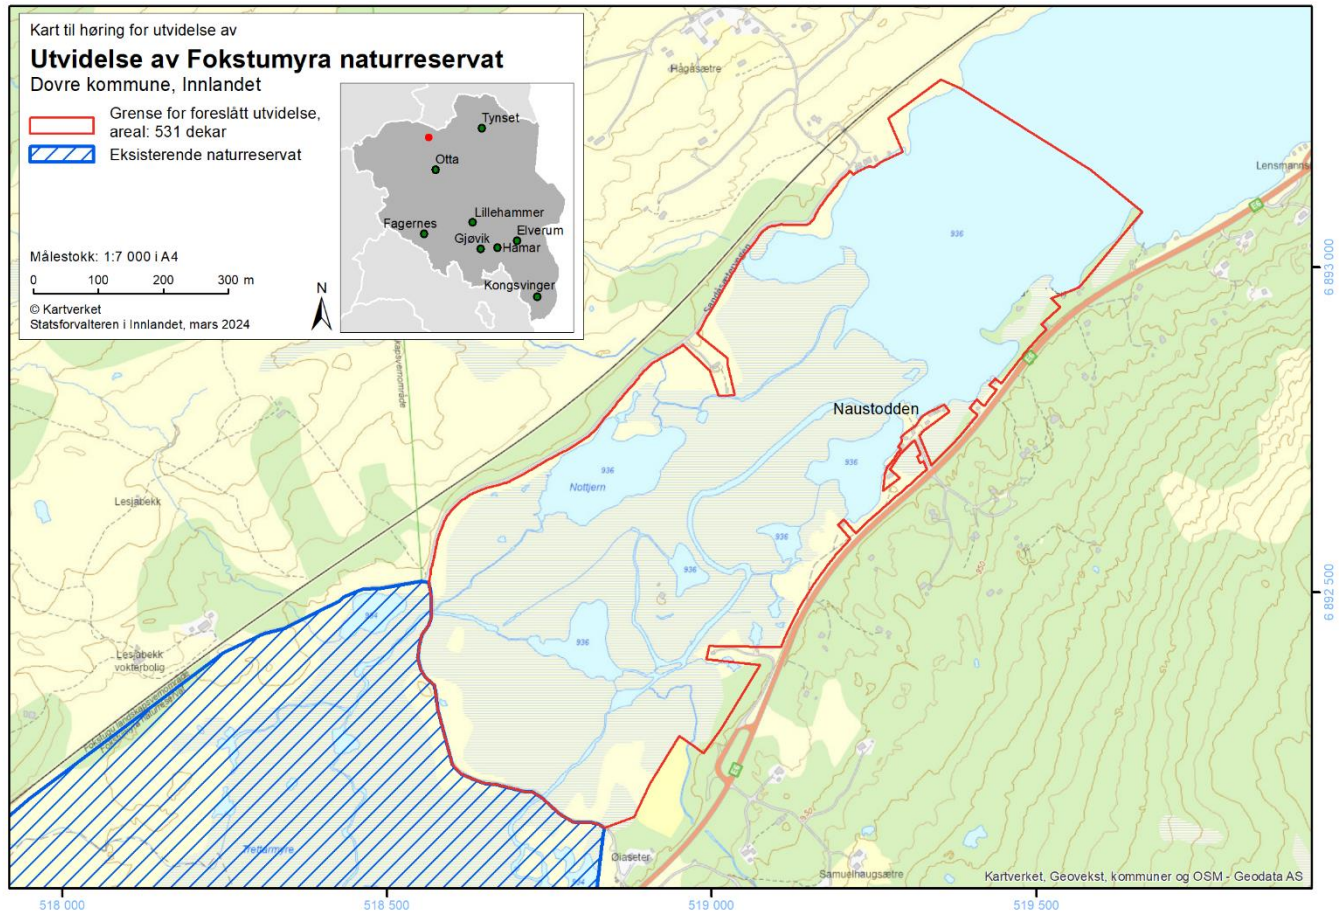 Kart til høring for utvidelse av
Utvidelse av Fokstumyra naturreservat
Dovre kommune, Innlandet
Grense for foreslått utvidelse,
areal: 531 dekar
Eksisterende naturreservat
Målestokk: 1:7 000 i A4
0 100 200 300 m
© Kartverket
Statsforvalteren i Innlandet, mars 2024
N
Tynset
Otta
Lillehammer
Fagernes
Elverum
Gjøvik
Hamar
Kongsvinger
Hågåsætre
Lensmanns
936
6 893 000
Naustodden
936
936
Nottjern
Lesjabekk
936
936
950
6 892 500
936
Lesjabekk
vokterbolig
Trettarmyre
Ølaseter
Samuelhaugsætre
Kartverket, Geovekst, kommuner og OSM - Geodata AS
518 000
518 500
519 000
519 500